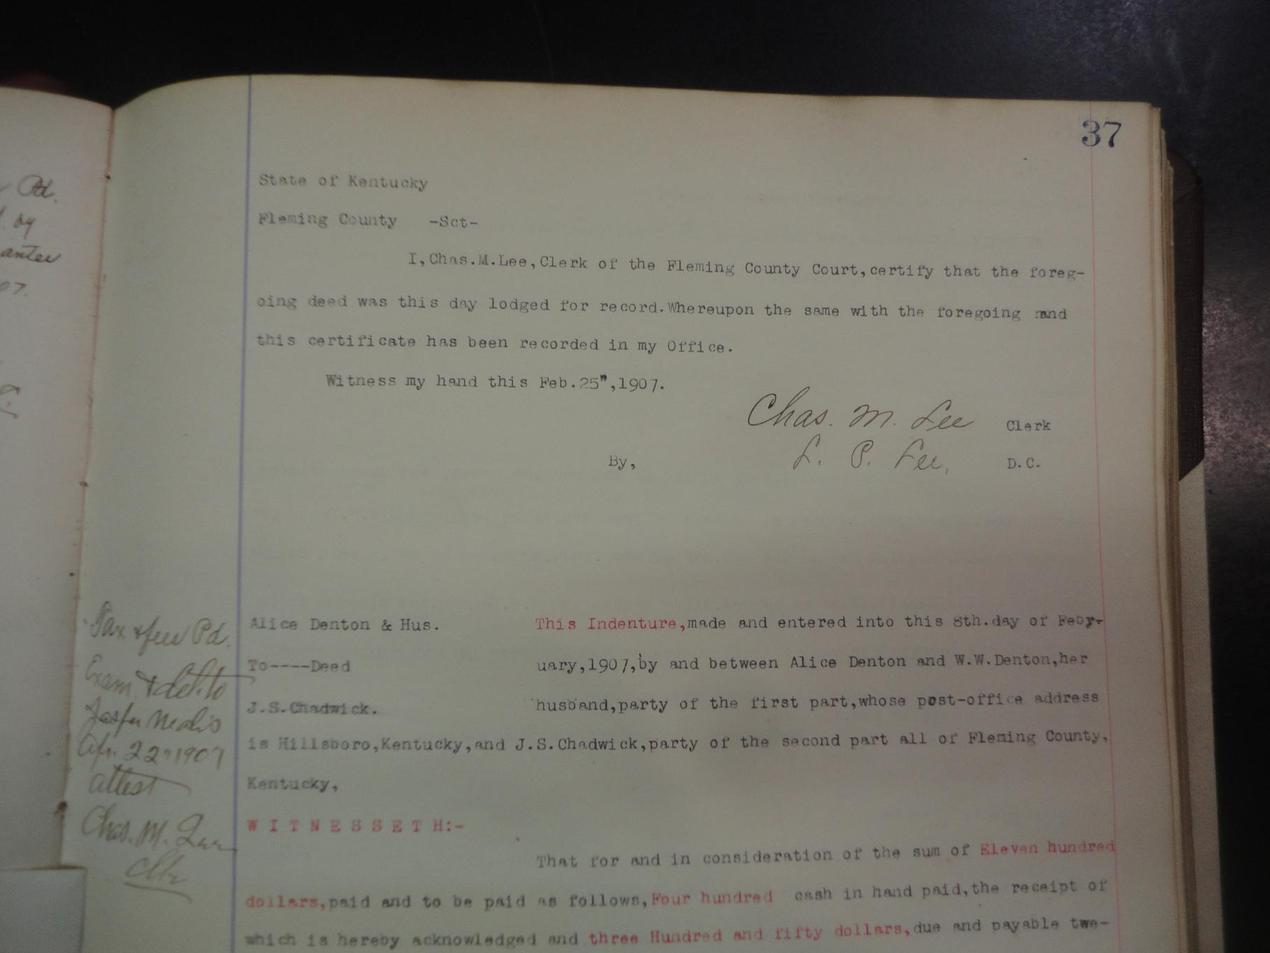 37
State of Kentucky
Fleming County -Sct-
I,Chas.M.Lee,Clerk of the Fleming County Court,certify that the foreg-
oing deed was this day lodged for record.Whereupon the same with the foregoing and
this certificate has been recorded in my Office.
Witness my hand this Feb.25",1907.
Chas. M. Lee Clerk
By, L. P. Lee, D.C.
Alice Denton & Hus.
To----Deed
J.S.Chadwick.
This Indenture,made and entered into this 8th.day of Feby-
uary,1907,by and between Alice Denton and W.W.Denton,her
husband,party of the first part,whose post-office address
is Hillsboro,Kentucky,and J.S.Chadwick,party of the second part all of Fleming County,
Kentucky,
W I T N E S S E T H:-
That for and in consideration of the sum of Eleven hundred
dollars,paid and to be paid as follows,Four hundred cash in hand paid,the receipt of
which is hereby acknowledged and three Hundred and fifty dollars,due and payable twe-
Tax & fee Pd.
Exam. & del. to
Apr. 22" 1907
attest
Chas. M. Lee
Clk
Pd.
by
07.